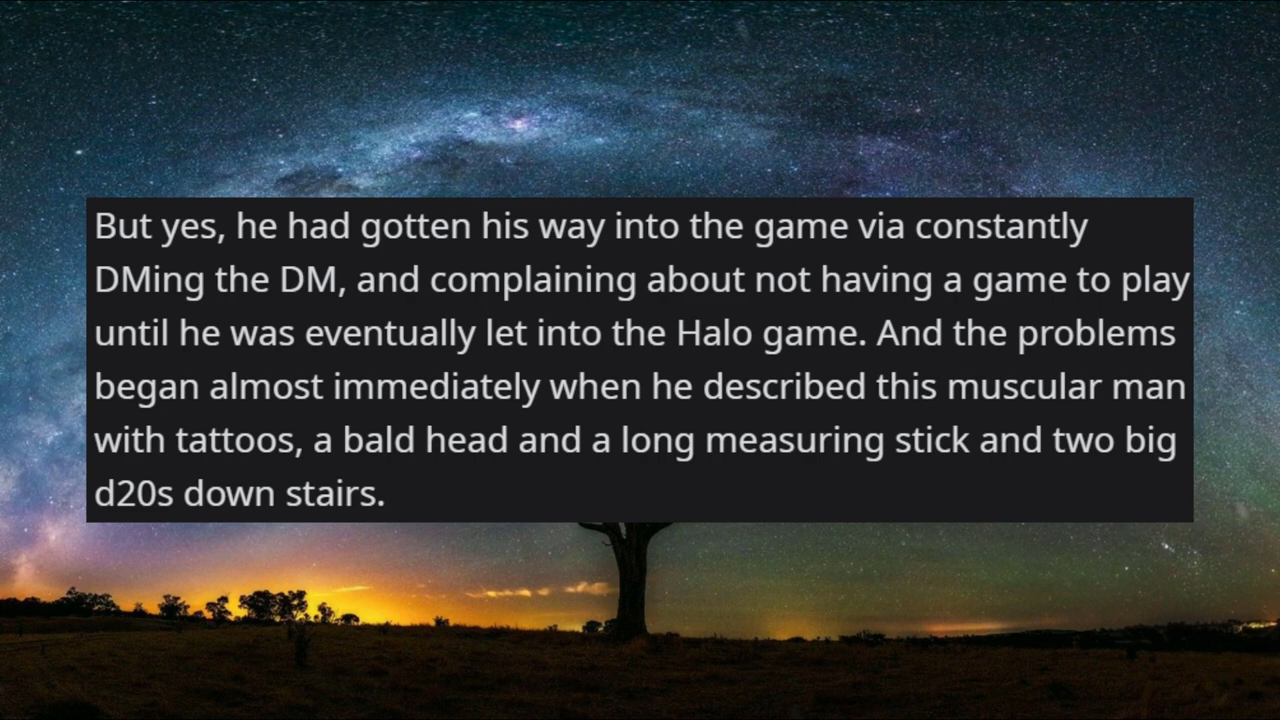 But yes, he had gotten his way into the game via constantly
DMing the DM, and complaining about not having a game to play
until he was eventually let into the Halo game. And the problems
began almost immediately when he described this muscular man
with tattoos, a bald head and a long measuring stick and two big
d20s down stairs.